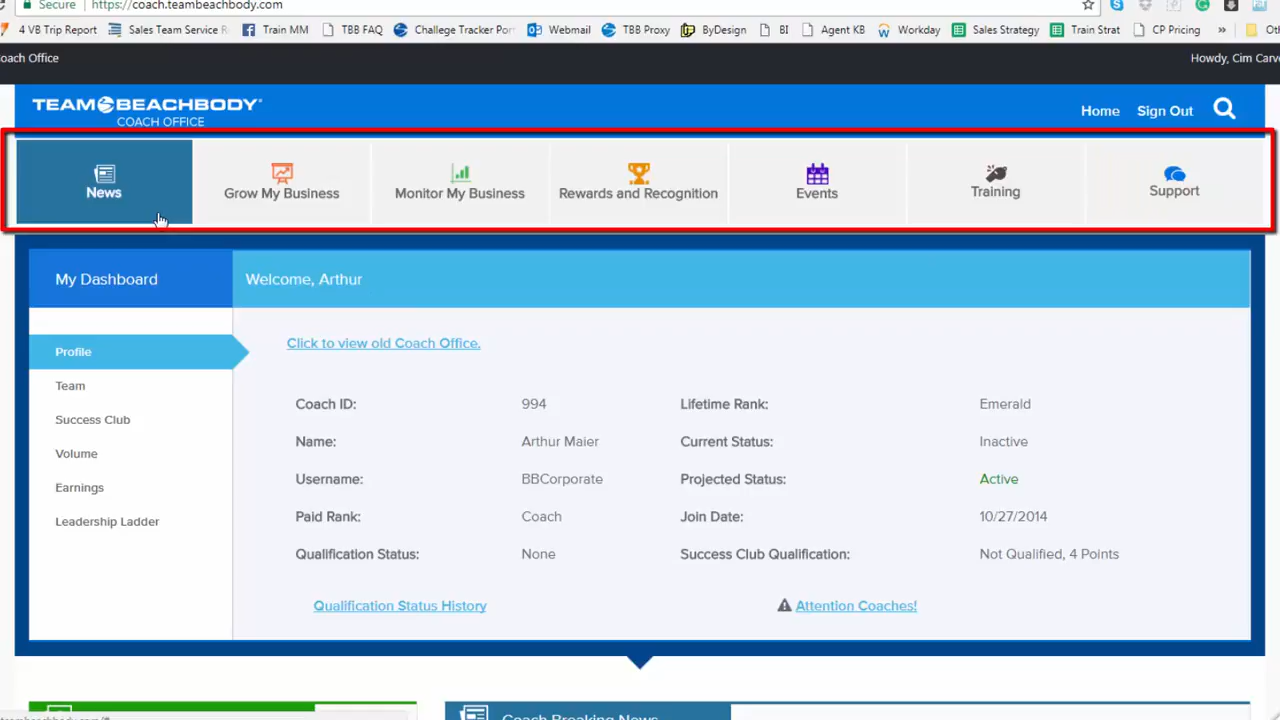 Secure https://coach.teambeachbody.com
4 VB Trip Report Sales Team Service R Train MM TBB FAQ Challege Tracker Port TBB Proxy Webmail ByDesign BI Agent KB Workday Sales Strategy Train Strat CP Pricing » Oth
oach Office Howdy, Cim Carv
TEAM BEACHBODY
COACH OFFICE
Home Sign Out
News Grow My Business Monitor My Business Rewards and Recognition Events Training Support
My Dashboard Welcome, Arthur
Click to view old Coach Office.
Profile
Team
Success Club
Volume
Earnings
Leadership Ladder
Coach ID: 994 Lifetime Rank: Emerald
Name: Arthur Maier Current Status: Inactive
Username: BBCorporate Projected Status: Active
Paid Rank: Coach Join Date: 10/27/2014
Qualification Status: None Success Club Qualification: Not Qualified, 4 Points
Qualification Status History Attention Coaches!
Coach Breaking News